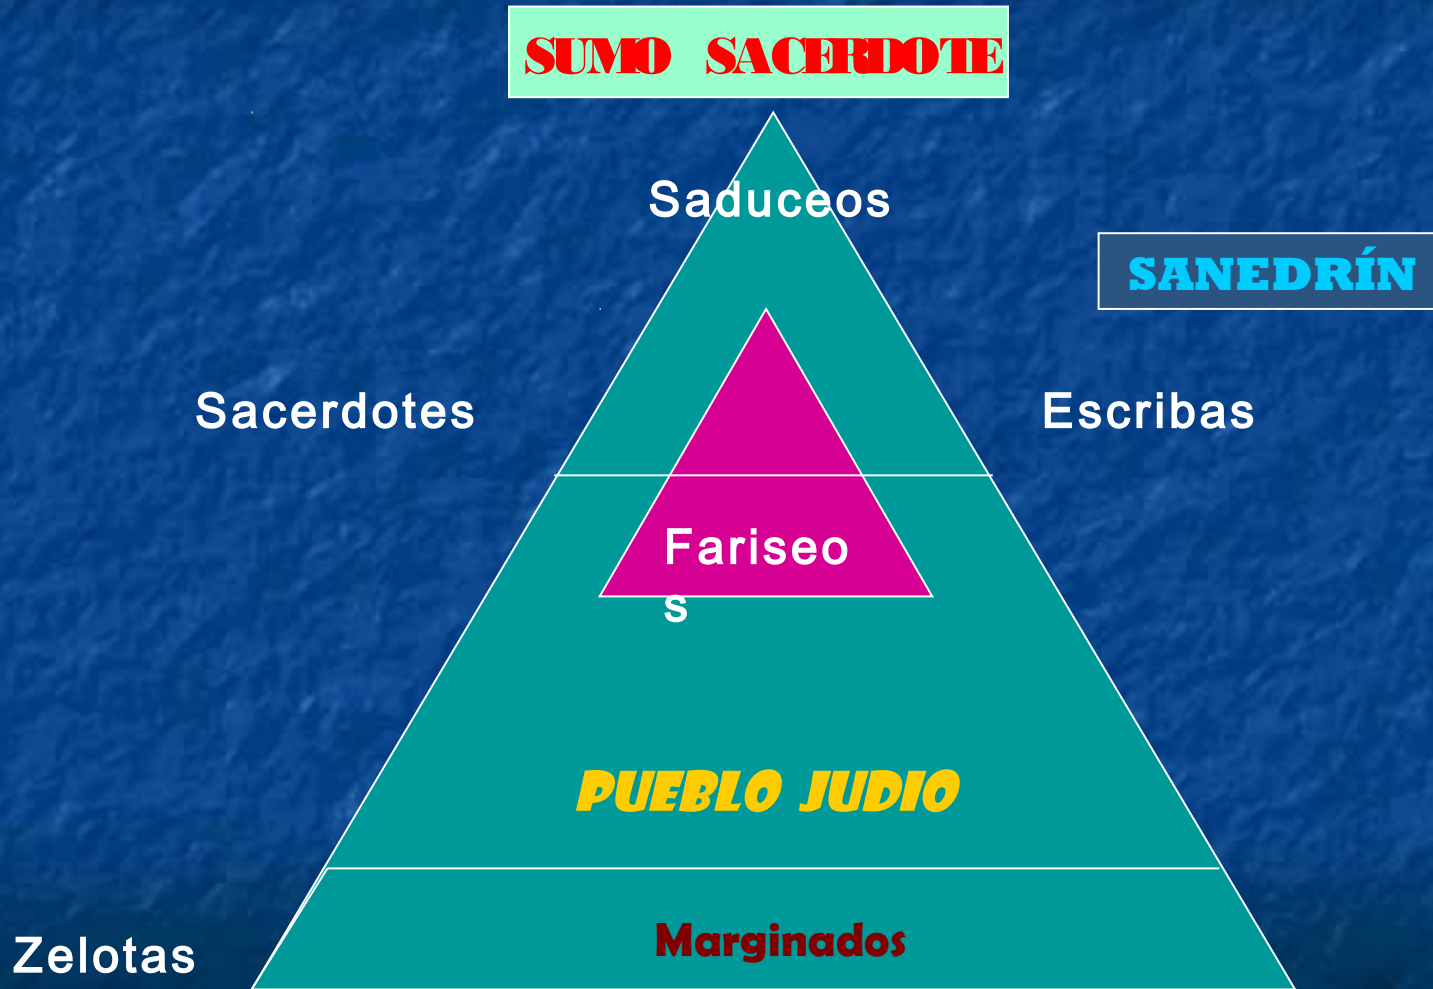 SUMO SACERDOTE
Saduceos
SANEDRÍN
Sacerdotes
Escribas
Fariseo
s
PUEBLO JUDIO
Marginados
Zelotas